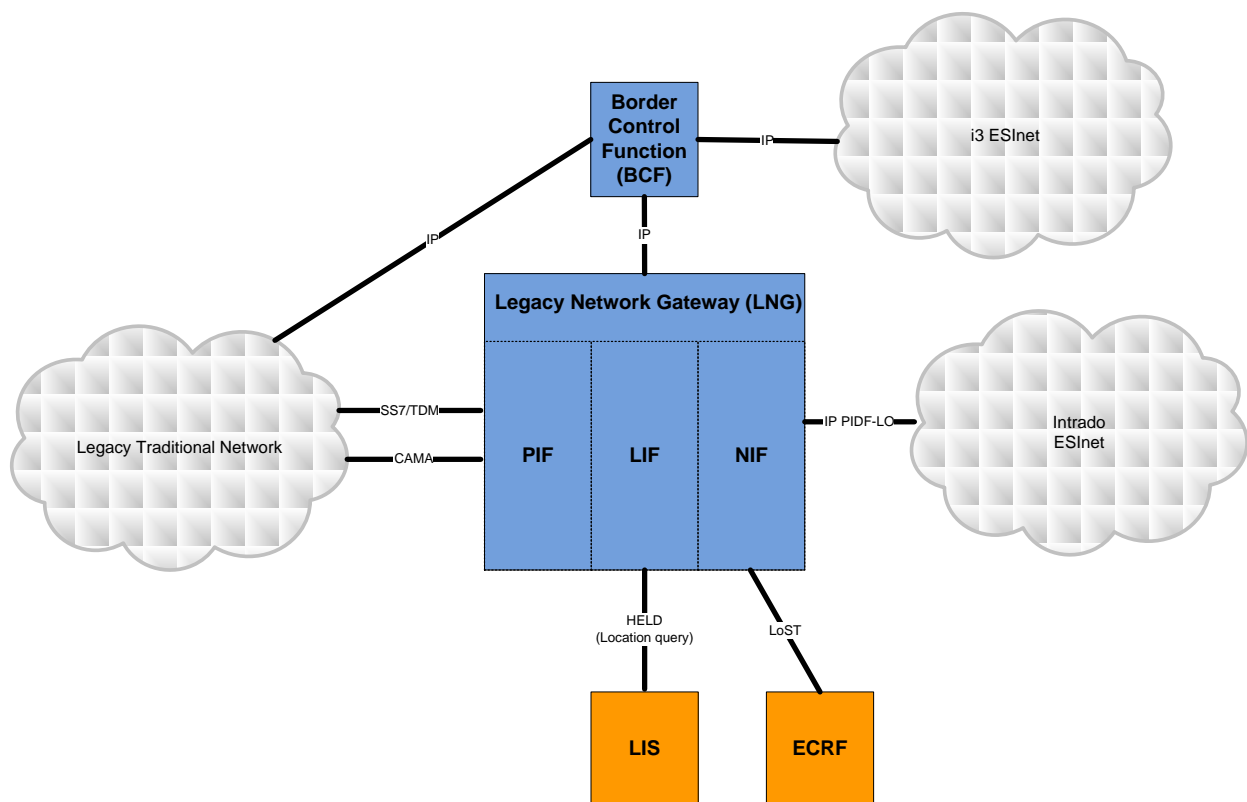 Border
Control
Function
(BCF)
IP
i3 ESInet
IP
IP
Legacy Network Gateway (LNG)
Legacy Traditional Network
SS7/TDM
CAMA
PIF
LIF
NIF
IP PIDF-LO
Intrado
ESInet
HELD
(Location query)
LoST
LIS
ECRF